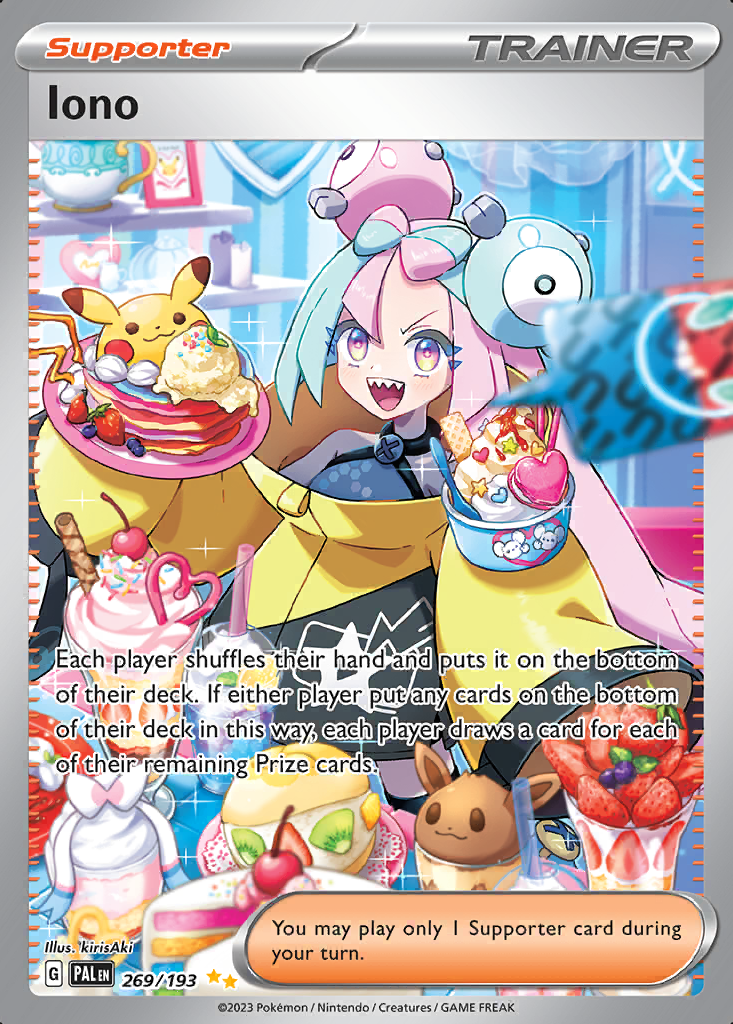 Supporter
TRAINER
Iono
Each player shuffles their hand and puts it on the bottom
of their deck. If either player put any cards on the bottom
of their deck in this way, each player draws a card for each
of their remaining Prize cards.
Illus. kirisAki
You may play only 1 Supporter card during
your turn.
G PAL EN 269/193
©2023 Pokémon / Nintendo / Creatures / GAME FREAK